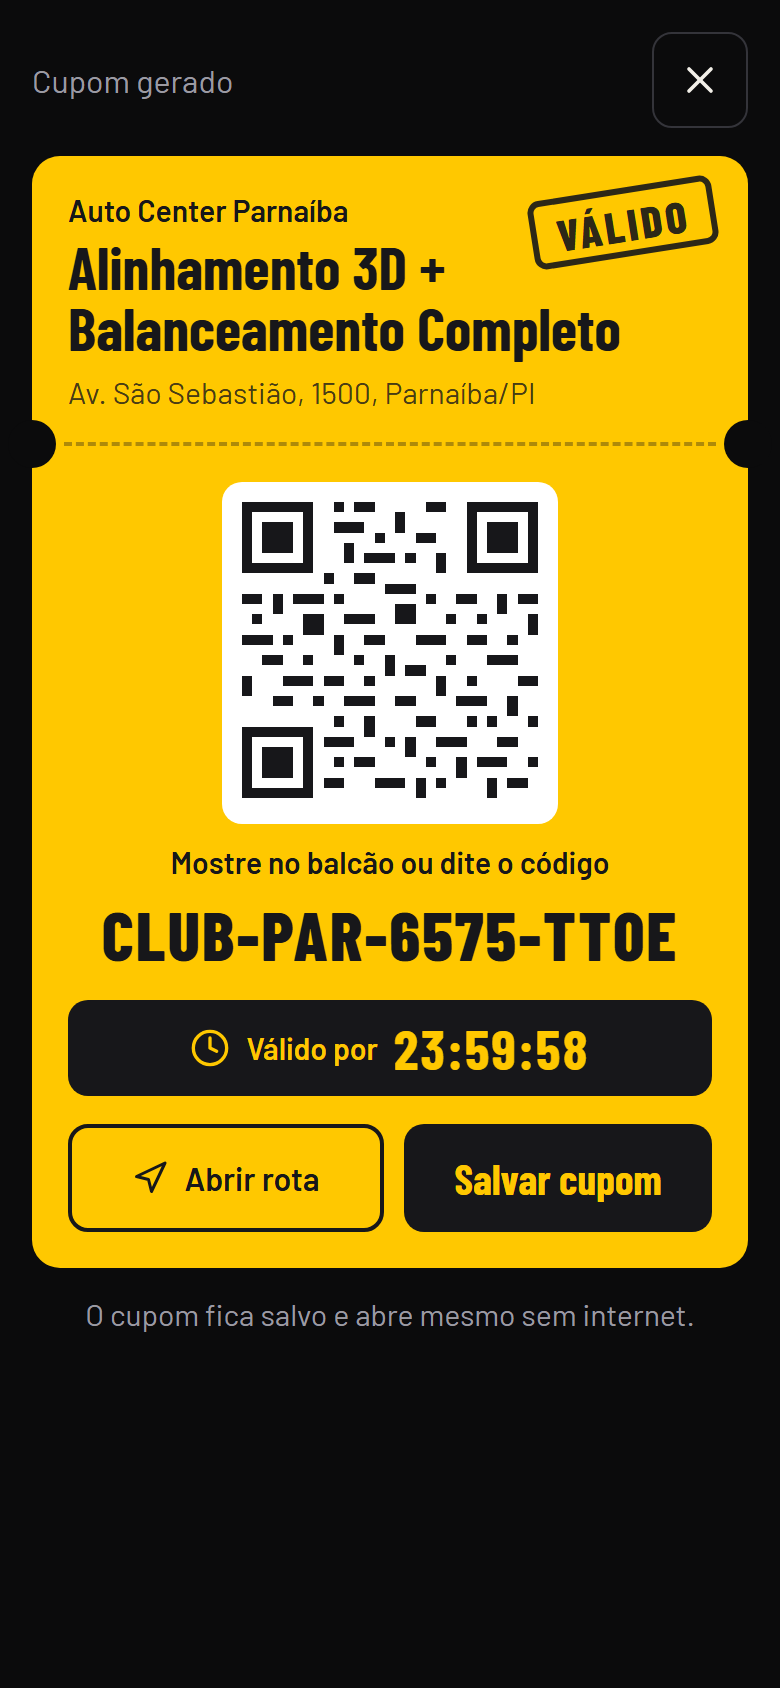 Cupom gerado
Auto Center Parnaíba
VÁLIDO
Alinhamento 3D +
Balanceamento Completo
Av. São Sebastião, 1500, Parnaíba/PI
Mostre no balcão ou dite o código
CLUB-PAR-6575-TTOE
Válido por 23:59:58
Abrir rota
Salvar cupom
O cupom fica salvo e abre mesmo sem internet.